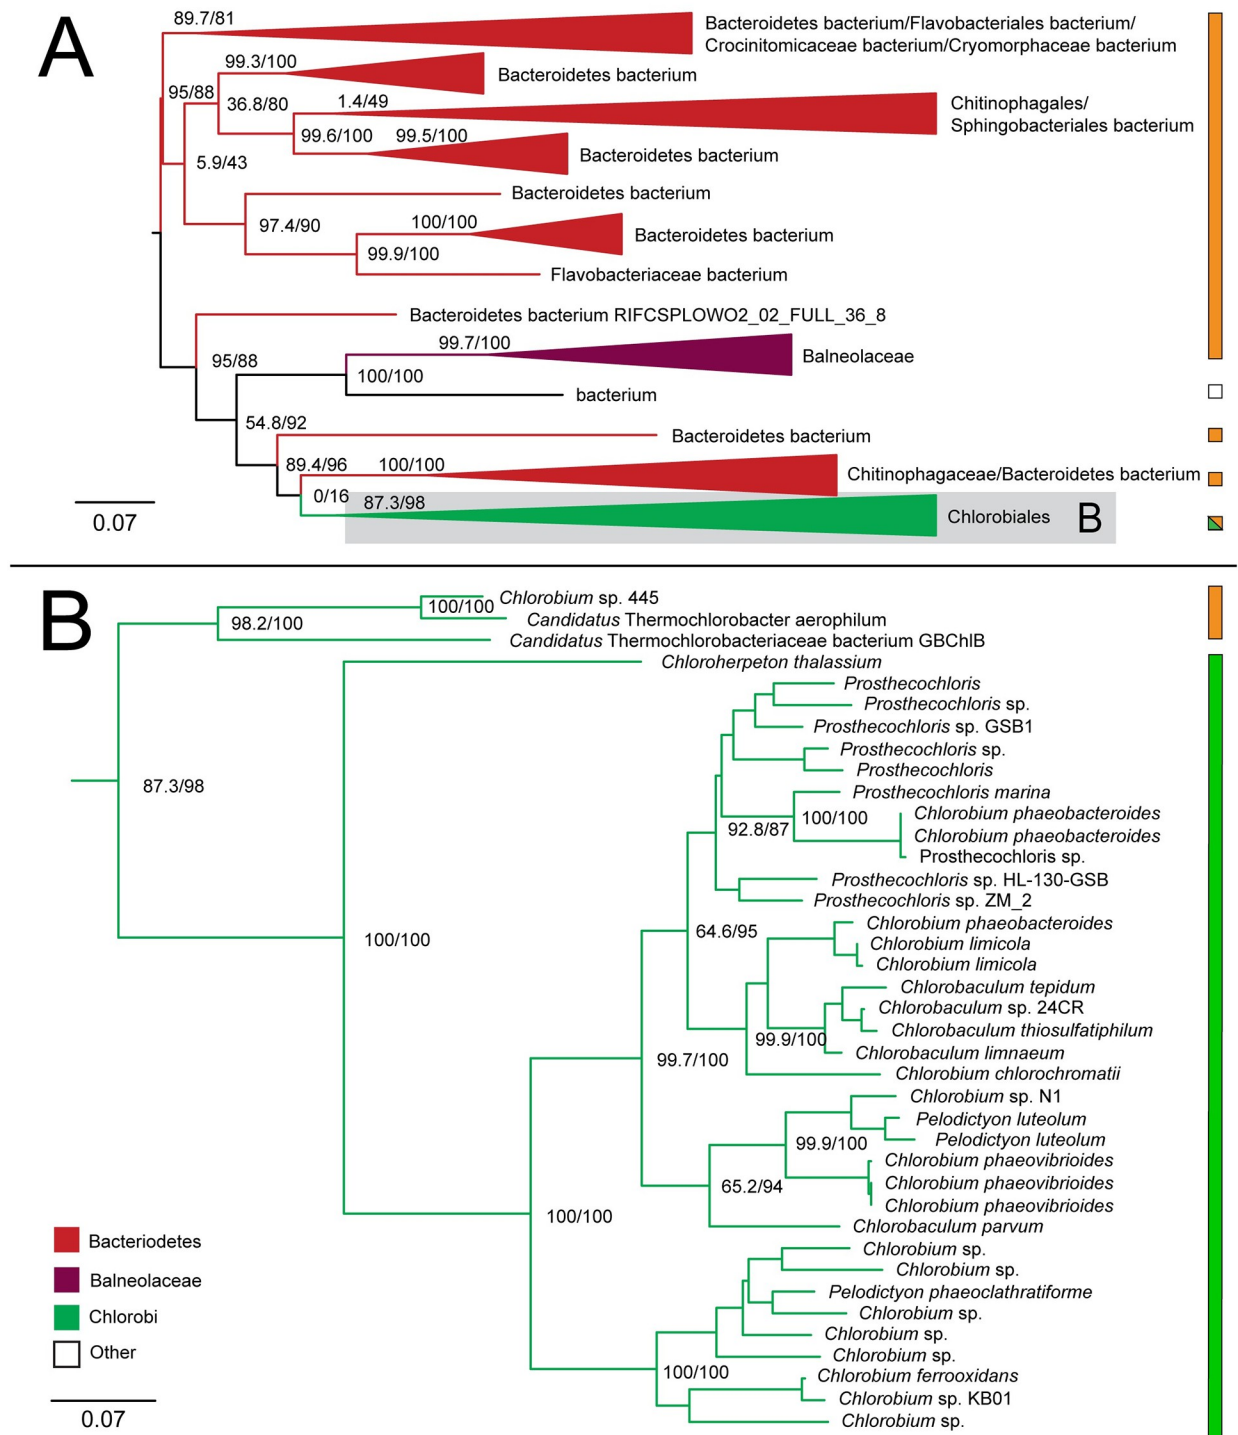 A
89.7/81
Bacteroidetes bacterium/Flavobacteriales bacterium/
Crocinitomicaceae bacterium/Cryomorphaceae bacterium
99.3/100
Bacteroidetes bacterium
95/88
36.8/80
1.4/49
Chitinophagales/
Sphingobacteriales bacterium
99.6/100
99.5/100
Bacteroidetes bacterium
5.9/43
Bacteroidetes bacterium
97.4/90
100/100
Bacteroidetes bacterium
99.9/100
Flavobacteriaceae bacterium
Bacteroidetes bacterium RIFCSPLOWO2_02_FULL_36_8
99.7/100
Balneolaceae
95/88
100/100
bacterium
54.8/92
Bacteroidetes bacterium
89.4/96
100/100
Chitinophagaceae/Bacteroidetes bacterium
0/16
87.3/98
Chlorobiales
B
0.07
B
Chlorobium sp. 445
100/100
Candidatus Thermochlorobacter aerophilum
98.2/100
Candidatus Thermochlorobacteriaceae bacterium GBChlB
Chloroherpeton thalassium
Prosthecochloris
Prosthecochloris sp.
Prosthecochloris sp. GSB1
Prosthecochloris sp.
Prosthecochloris
87.3/98
Prosthecochloris marina
Chlorobium phaeobacteroides
100/100
92.8/87
Chlorobium phaeobacteroides
Prosthecochloris sp.
Prosthecochloris sp. HL-130-GSB
Prosthecochloris sp. ZM_2
Chlorobium phaeobacteroides
64.6/95
100/100
Chlorobium limicola
Chlorobium limicola
Chlorobaculum tepidum
Chlorobaculum sp. 24CR
Chlorobaculum thiosulfatiphilum
99.9/100
Chlorobaculum limnaeum
99.7/100
Chlorobium chlorochromatii
Chlorobium sp. N1
Pelodictyon luteolum
Pelodictyon luteolum
99.9/100
Chlorobium phaeovibrioides
Chlorobium phaeovibrioides
65.2/94
Chlorobium phaeovibrioides
100/100
Chlorobaculum parvum
Chlorobium sp.
Chlorobium sp.
Pelodictyon phaeoclathratiforme
Chlorobium sp.
Chlorobium sp.
Chlorobium sp.
100/100
Chlorobium ferrooxidans
Chlorobium sp. KB01
Chlorobium sp.
Bacteriodetes
Balneolaceae
Chlorobi
Other
0.07